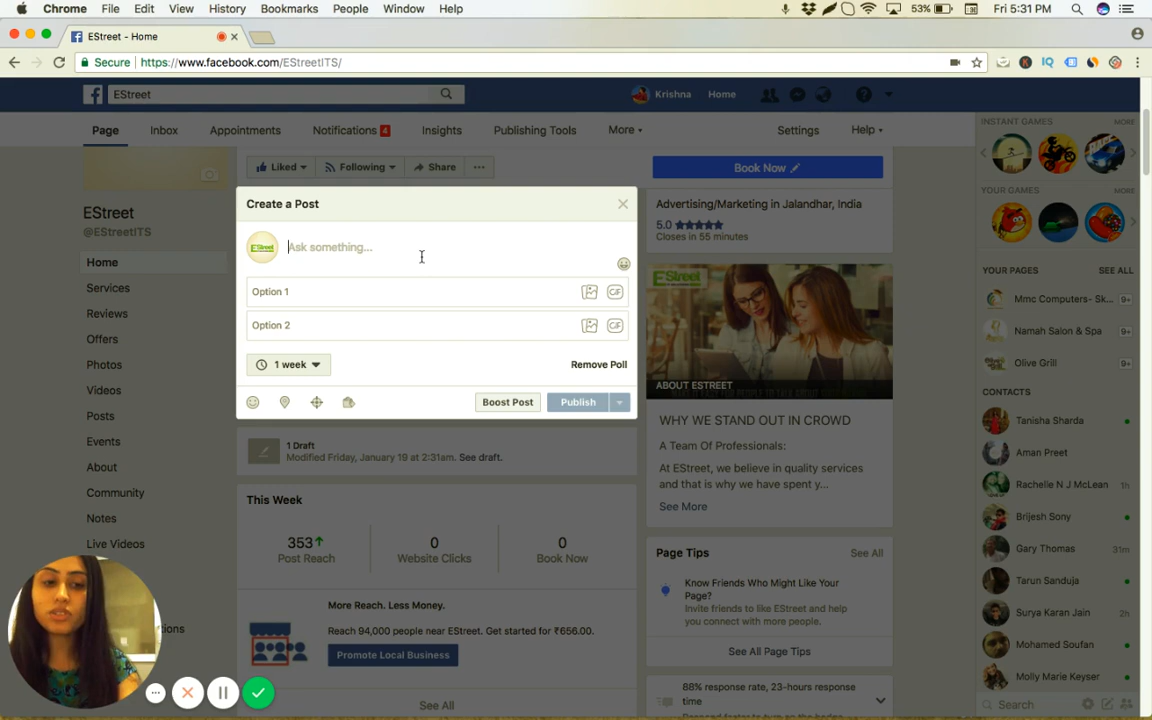 Chrome File Edit View History Bookmarks People Window Help 53% Fri 5:31 PM
EStreet - Home
Secure https://www.facebook.com/EStreetITS/
EStreet
Krishna Home
Page Inbox Appointments Notifications 4 Insights Publishing Tools More Settings Help
Liked Following Share
Book Now
EStreet
@EStreetITS
Home
Services
Reviews
Offers
Photos
Videos
Posts
Events
About
Community
Notes
Live Videos
Create a Post
EStreet
Ask something...
Option 1
GIF
Option 2
GIF
1 week
Remove Poll
Boost Post Publish
1 Draft
Modified Friday, January 19 at 2:31am. See draft.
This Week
353
Post Reach
0
Website Clicks
0
Book Now
More Reach. Less Money.
Reach 94,000 people near EStreet. Get started for ₹656.00.
Promote Local Business
See All
Advertising/Marketing in Jalandhar, India
5.0
Closes in 55 minutes
EStreet
ABOUT ESTREET
WHY WE STAND OUT IN CROWD
A Team Of Professionals:
At EStreet, we believe in quality services
and that is why we have spent y...
See More
Page Tips See All
Know Friends Who Might Like Your
Page?
Invite friends to like EStreet and help
you connect with more people.
See All Page Tips
88% response rate, 23-hours response
time
INSTANT GAMES MORE
YOUR GAMES MORE
YOUR PAGES SEE ALL
Mmc Computers- Sk... 9+
Namah Salon & Spa 9+
Olive Grill 9+
CONTACTS
Tanisha Sharda
Aman Preet
Rachelle N J McLean 1h
Brijesh Sony
Gary Thomas 31m
Tarun Sanduja
Surya Karan Jain 2h
Mohamed Soufan
Molly Marie Keyser
Search